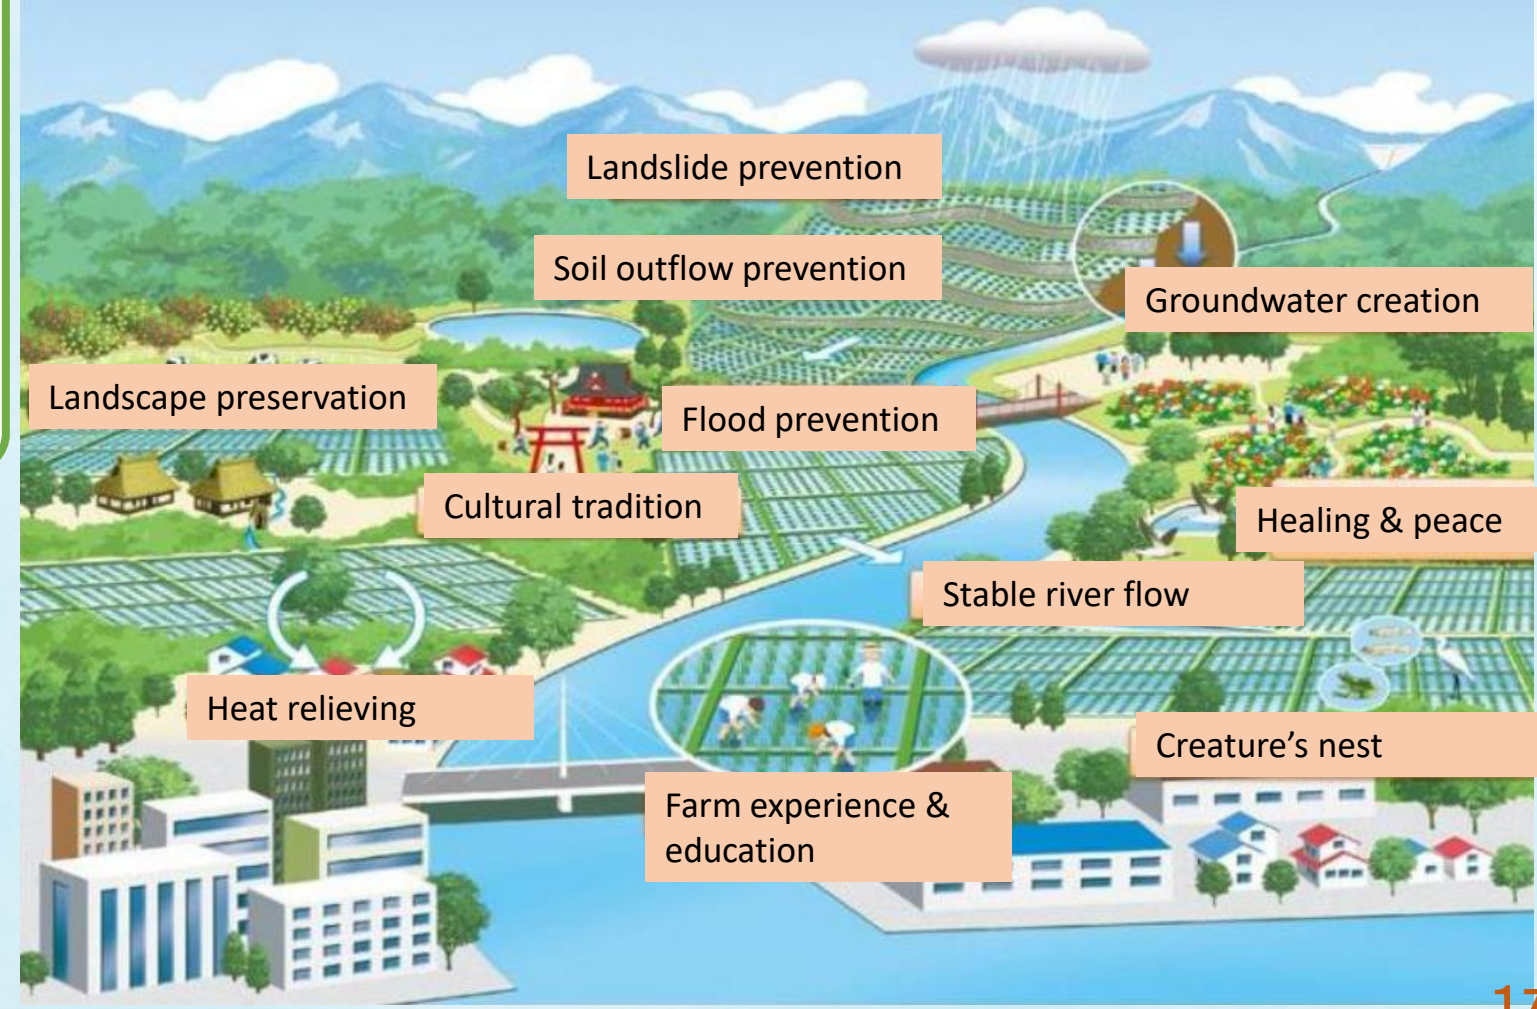 Landslide prevention
Soil outflow prevention
Groundwater creation
Landscape preservation
Flood prevention
Cultural tradition
Healing & peace
Stable river flow
Heat relieving
Creature’s nest
Farm experience &
education
17